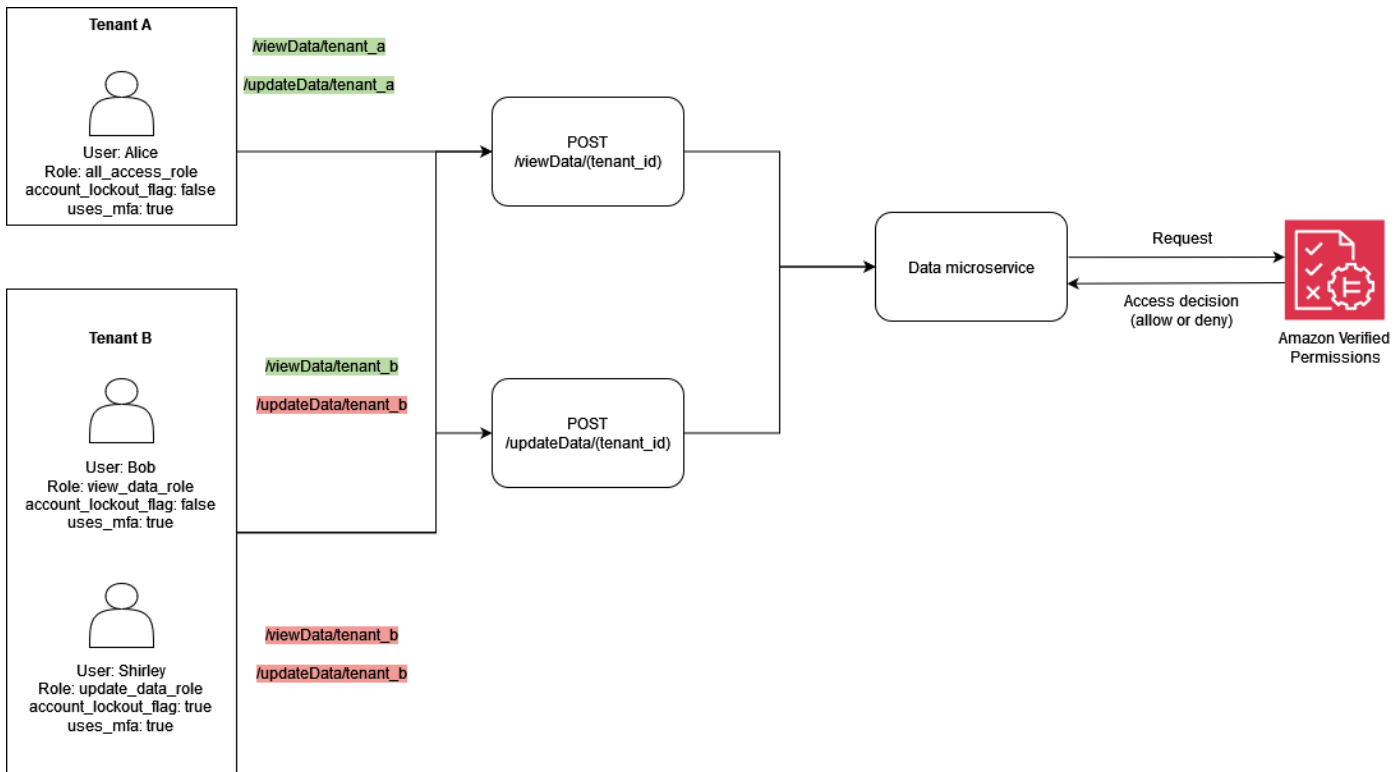 Tenant A
User: Alice
Role: all_access_role
account_lockout_flag: false
uses_mfa: true
/viewData/tenant_a
/updateData/tenant_a
POST
/viewData/(tenant_id)
Data microservice
Request
Access decision
(allow or deny)
Amazon Verified
Permissions
Tenant B
User: Bob
Role: view_data_role
account_lockout_flag: false
uses_mfa: true
/viewData/tenant_b
/updateData/tenant_b
POST
/updateData/(tenant_id)
User: Shirley
Role: update_data_role
account_lockout_flag: true
uses_mfa: true
/viewData/tenant_b
/updateData/tenant_b